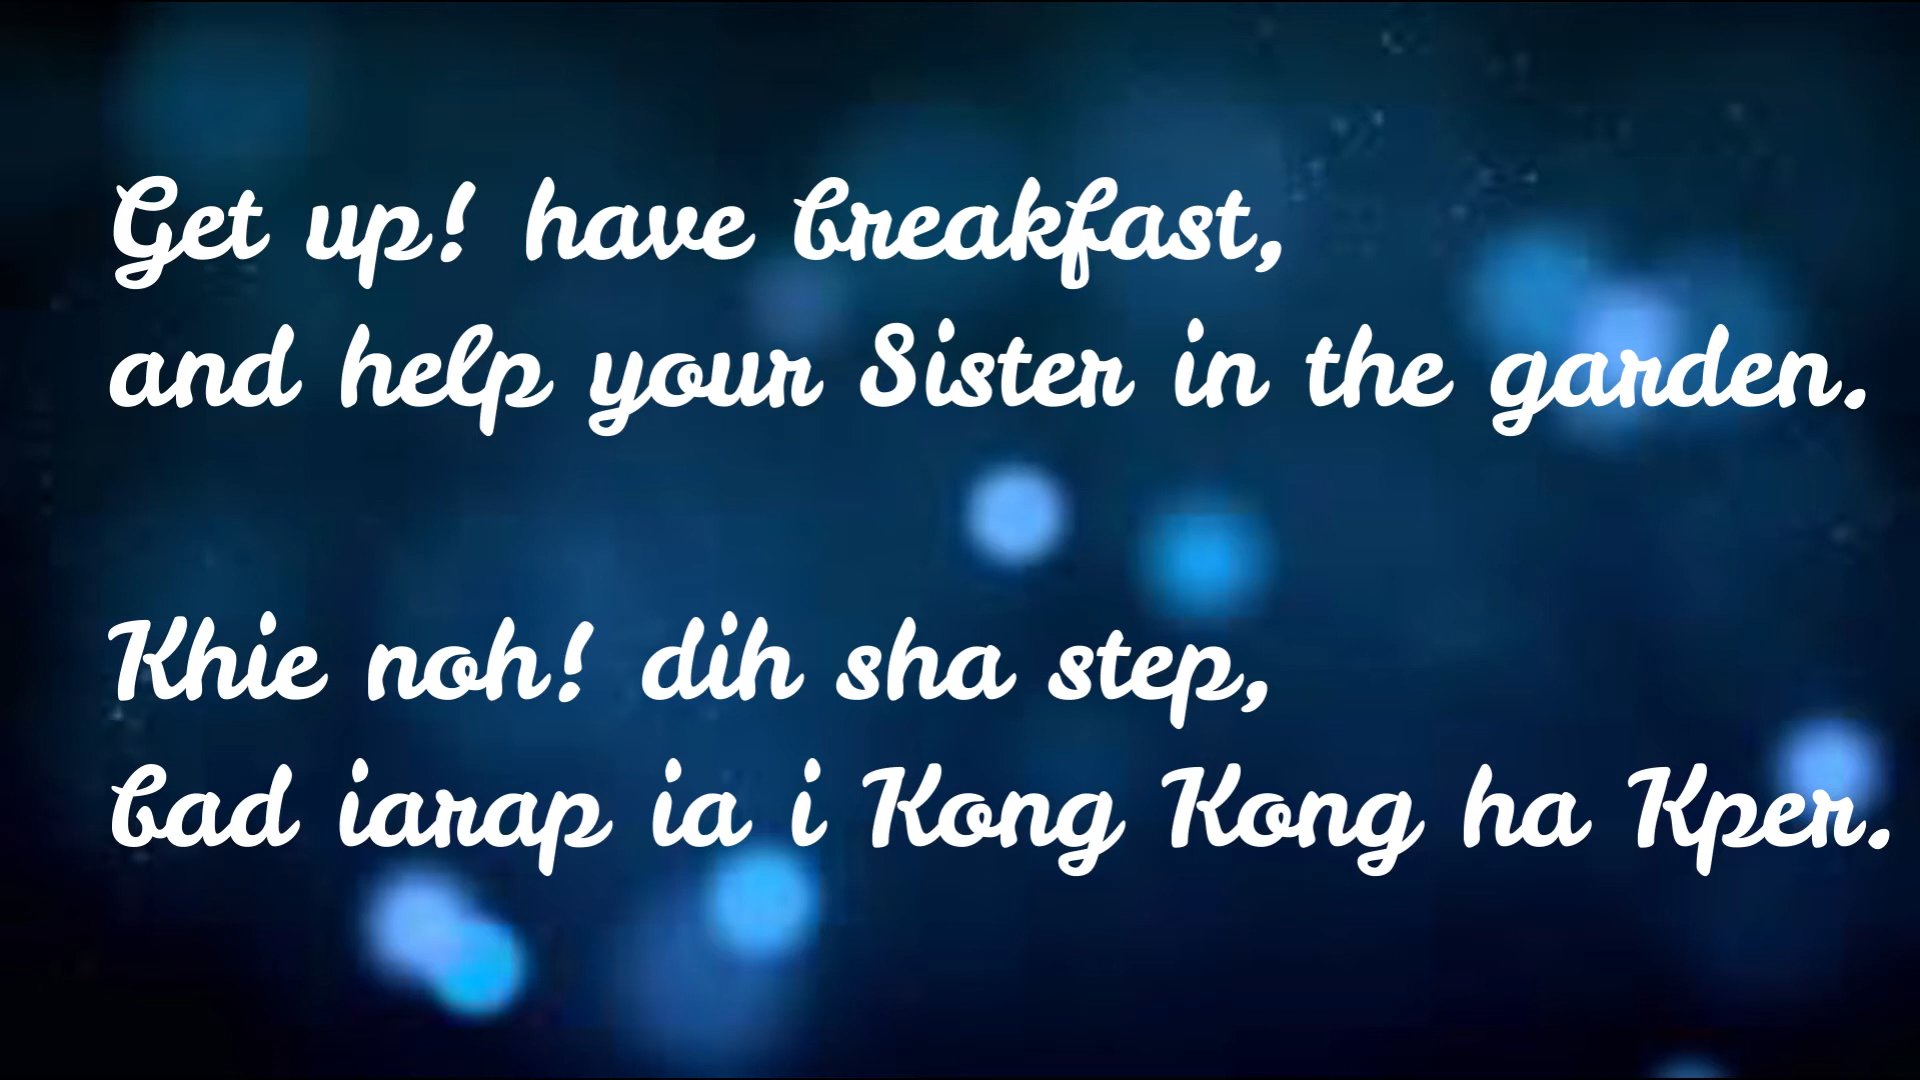 Get up! have breakfast,
and help your Sister in the garden.
Khie noh! dih sha step,
bad iarap ia i Kong Kong ha Kper.